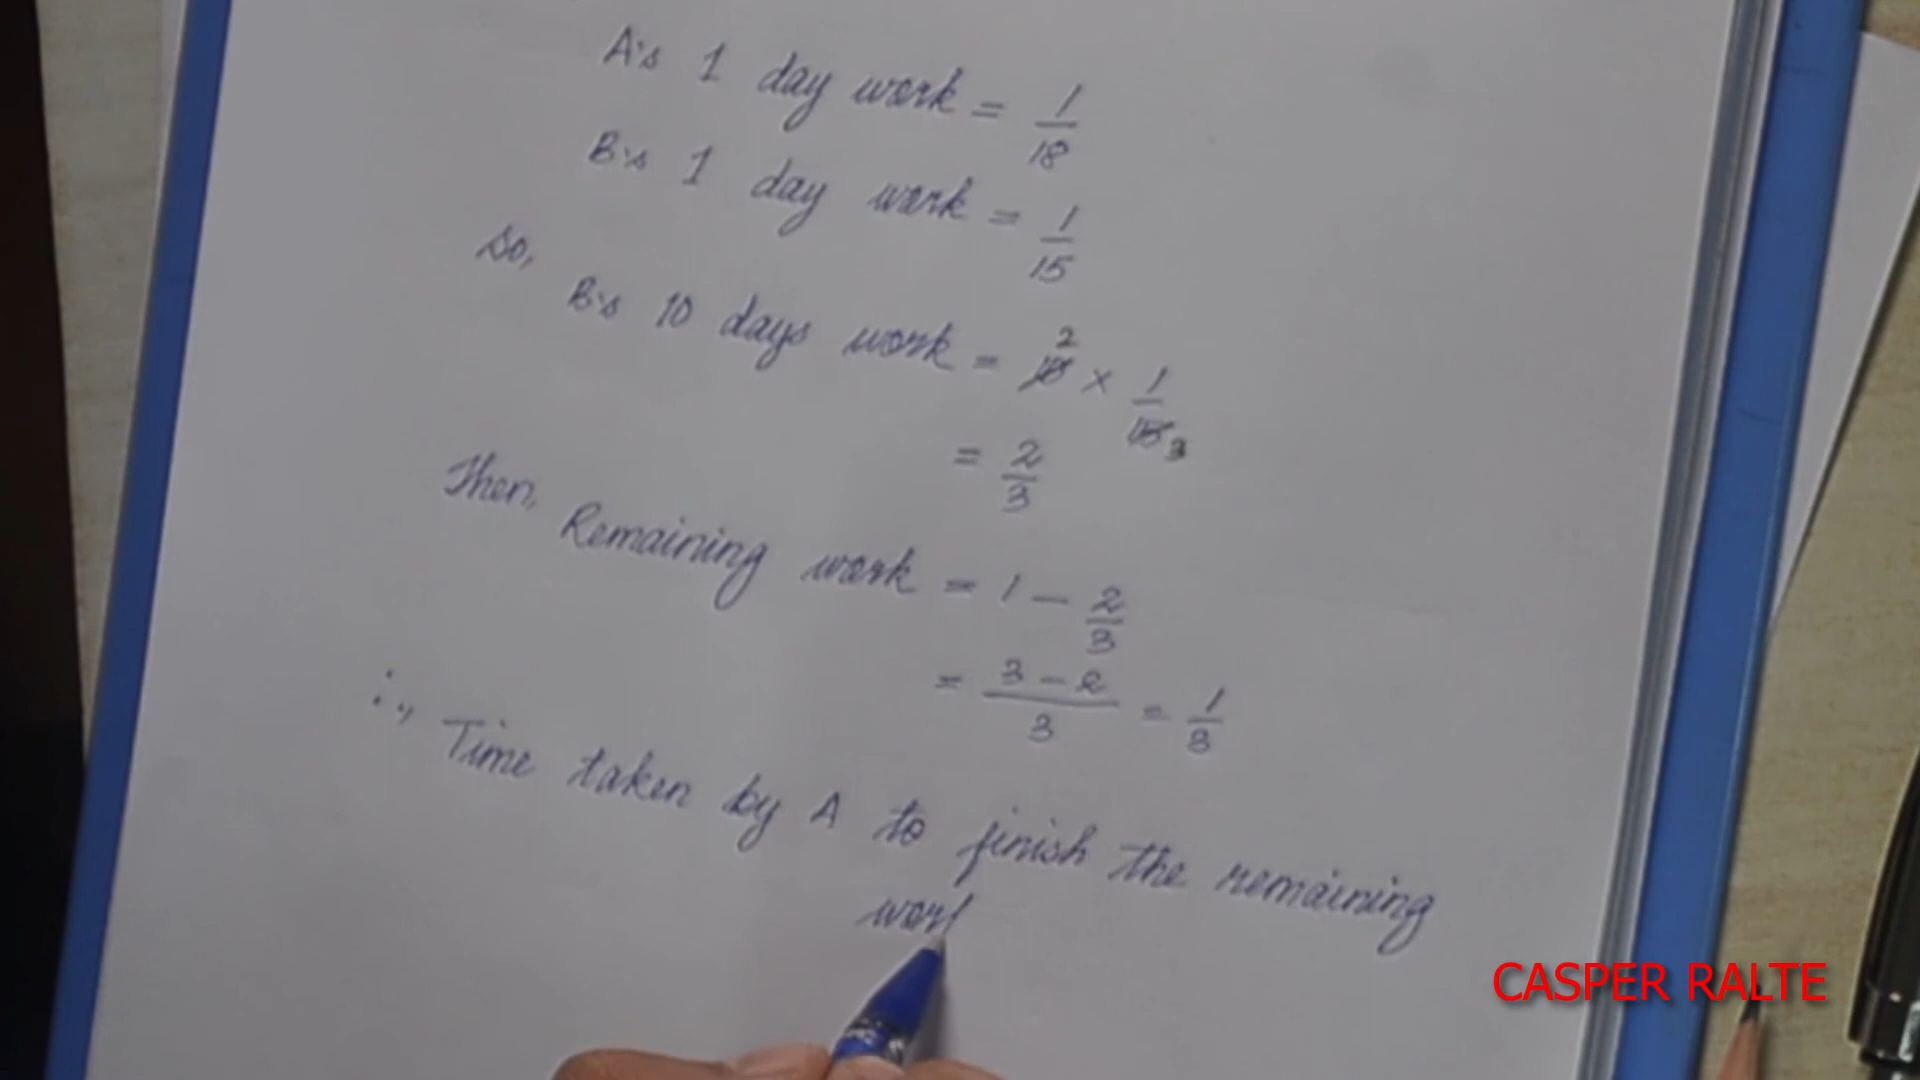 A's 1 day work = 1/18
B's 1 day work = 1/15
So,
B's 10 days work = 10 2 × 1/15 3
= 2/3
Then, Remaining work = 1 - 2/3
= 3-2/3 = 1/3
∴, Time taken by A to finish the remaining
work
CASPER RALTE